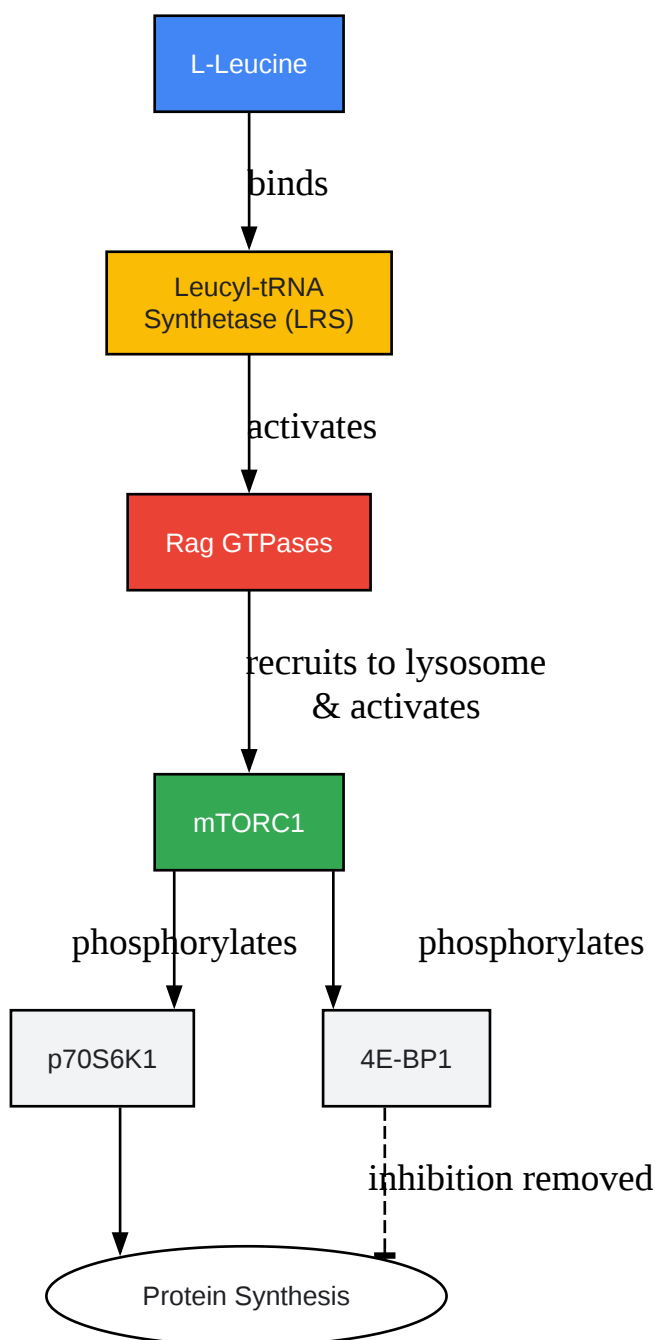 L-Leucine
binds
Leucyl-tRNA
Synthetase (LRS)
activates
Rag GTPases
recruits to lysosome
& activates
mTORC1
phosphorylates
phosphorylates
p70S6K1
4E-BP1
inhibition removed
Protein Synthesis